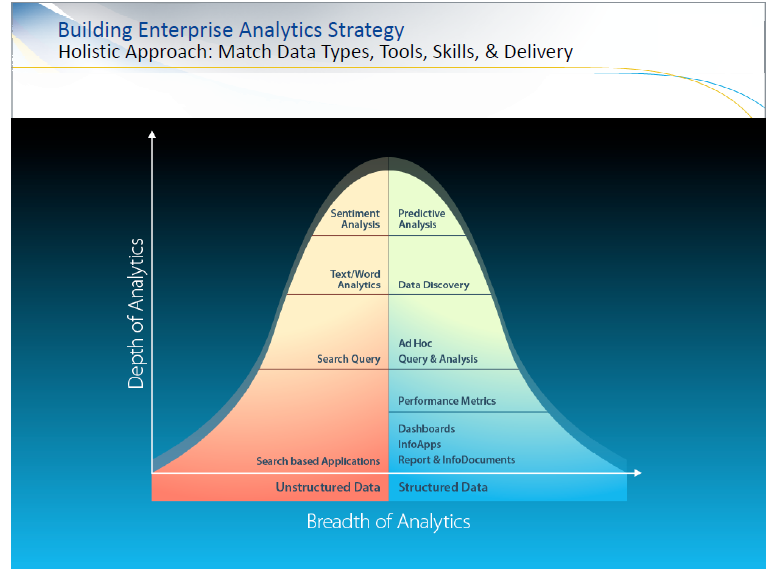 Building Enterprise Analytics Strategy
Holistic Approach: Match Data Types, Tools, Skills, & Delivery
Depth of Analytics
Sentiment
Analysis
Predictive
Analysis
Text/Word
Analytics
Data Discovery
Ad Hoc
Query & Analysis
Search Query
Performance Metrics
Dashboards
InfoApps
Report & InfoDocuments
Search based Applications
Unstructured Data
Structured Data
Breadth of Analytics